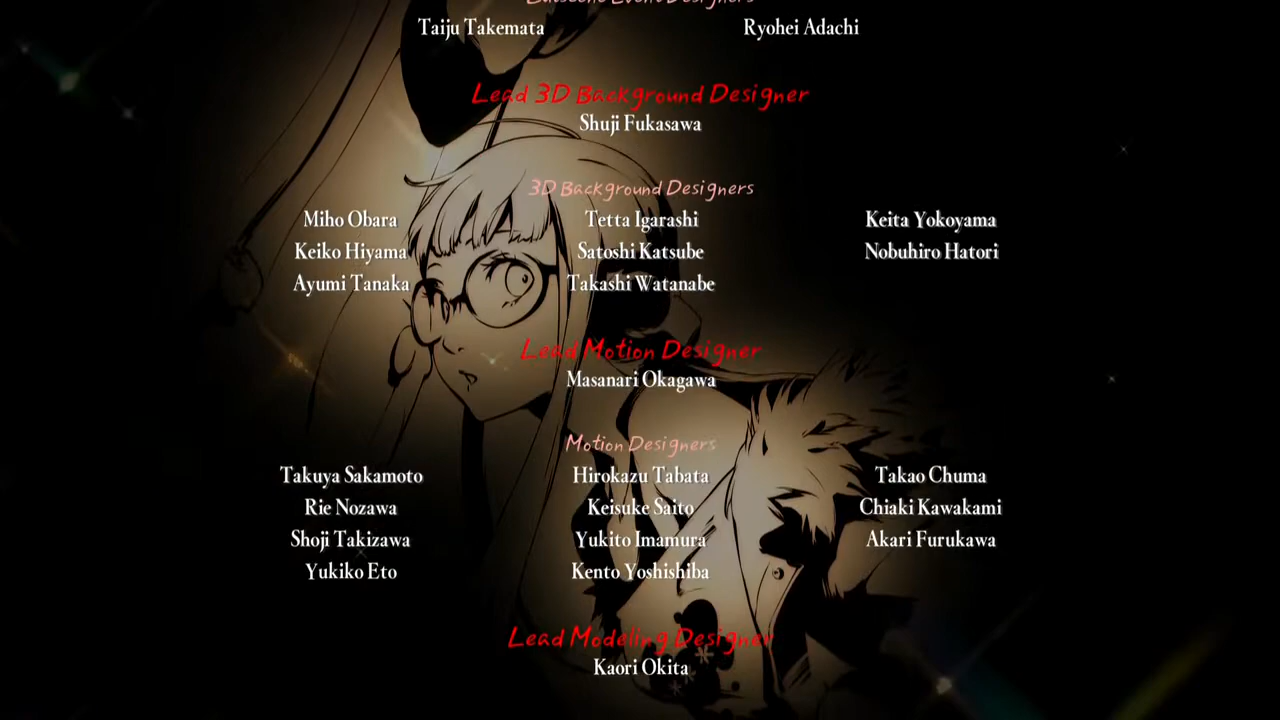 Cutscene Event Designers
Taiju Takemata Ryohei Adachi
Lead 3D Background Designer
Shuji Fukasawa
3D Background Designers
Miho Obara Tetta Igarashi Keita Yokoyama
Keiko Hiyama Satoshi Katsube Nobuhiro Hatori
Ayumi Tanaka Takashi Watanabe
Lead Motion Designer
Masanari Okagawa
Motion Designers
Takuya Sakamoto Hirokazu Tabata Takao Chuma
Rie Nozawa Keisuke Saito Chiaki Kawakami
Shoji Takizawa Yukito Imamura Akari Furukawa
Yukiko Eto Kento Yoshishiba
Lead Modeling Designer
Kaori Okita